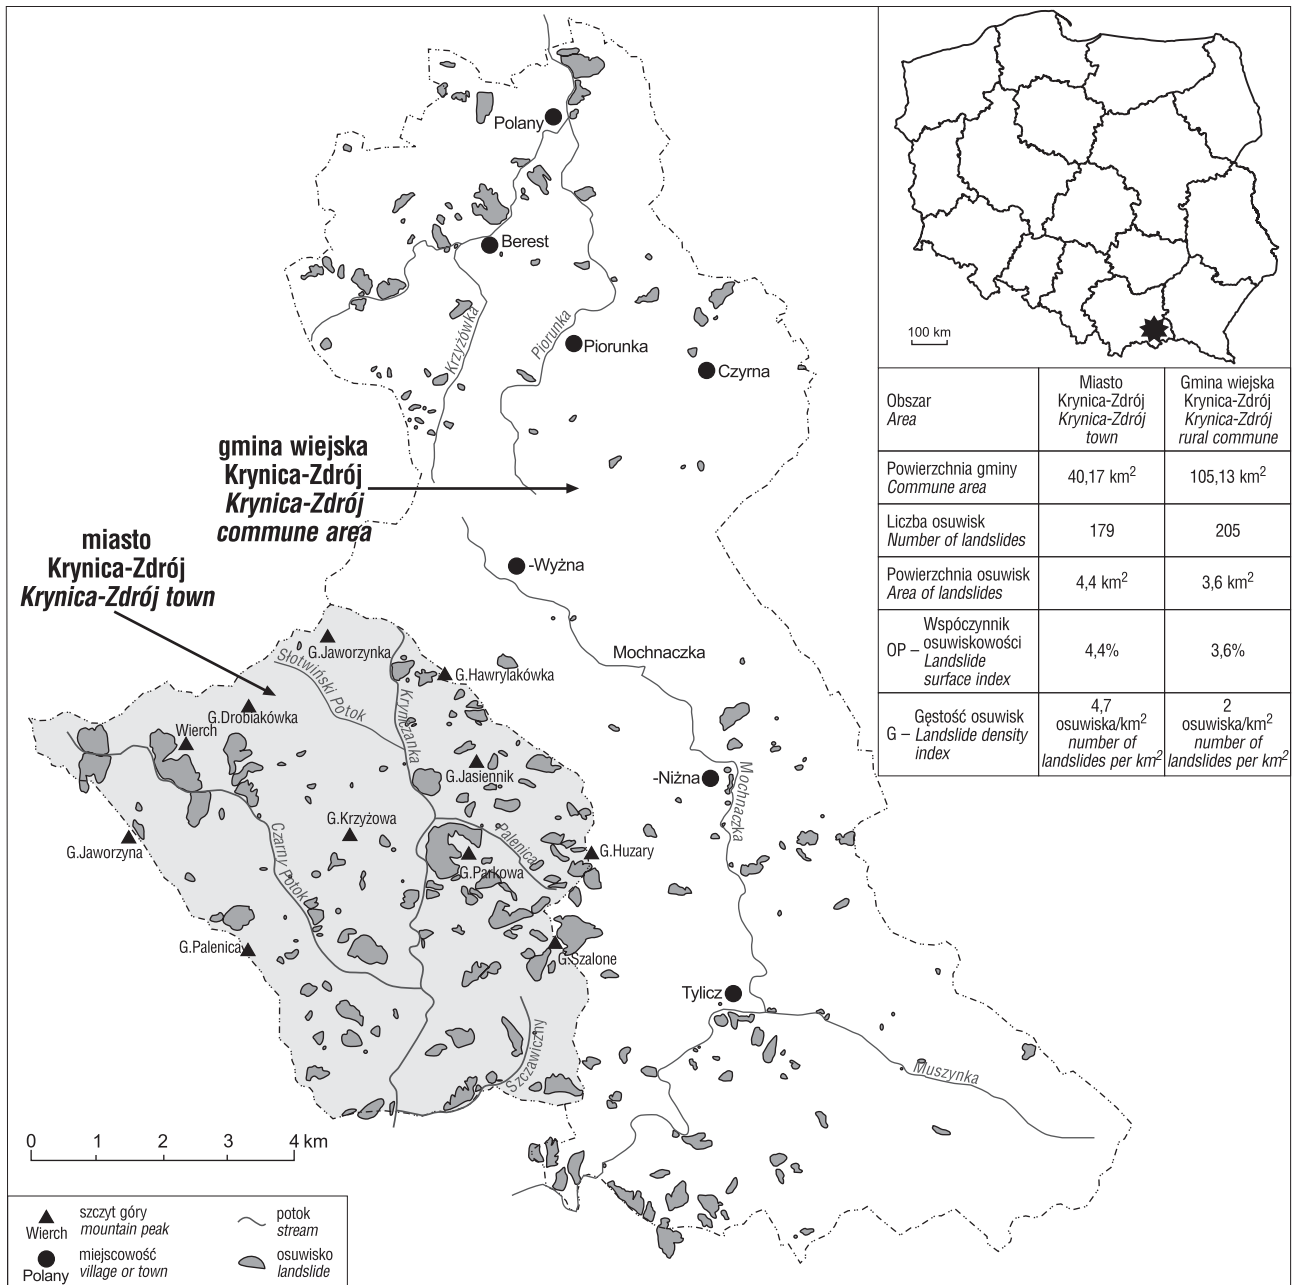 Polany
Berest
Krzyżówka
Piorunka
Piorunka
Czyrna
gmina wiejska
Krynica-Zdrój
Krynica-Zdrój
commune area
miasto
Krynica-Zdrój
Krynica-Zdrój town
-Wyżna
Mochnaczka
G.Jaworzynka
Słotwiński Potok
Kryniczanka
G.Hawrylakówka
G.Drobiakówka
Wierch
G.Jasiennik
-Niżna
Mochnaczka
G.Krzyżowa
Palenica
G.Jaworzyna
Czarny Potok
G.Parkowa
G.Huzary
G.Palenica
G.Szalone
Tylicz
Szczawiczny
Muszynka
0 1 2 3 4 km
Wierch
szczyt góry
mountain peak
potok
stream
Polany
miejscowość
village or town
osuwisko
landslide
100 km
Obszar
Area
Miasto
Krynica-Zdrój
Krynica-Zdrój
town
Gmina wiejska
Krynica-Zdrój
Krynica-Zdrój
rural commune
Powierzchnia gminy
Commune area
40,17 km²
105,13 km²
Liczba osuwisk
Number of landslides
179
205
Powierzchnia osuwisk
Area of landslides
4,4 km²
3,6 km²
OP –
Wspóczynnik
osuwiskowości
Landslide
surface index
4,4%
3,6%
G –
Gęstość osuwisk
Landslide density
index
4,7
osuwiska/km²
number of
landslides per km²
2
osuwiska/km²
number of
landslides per km²